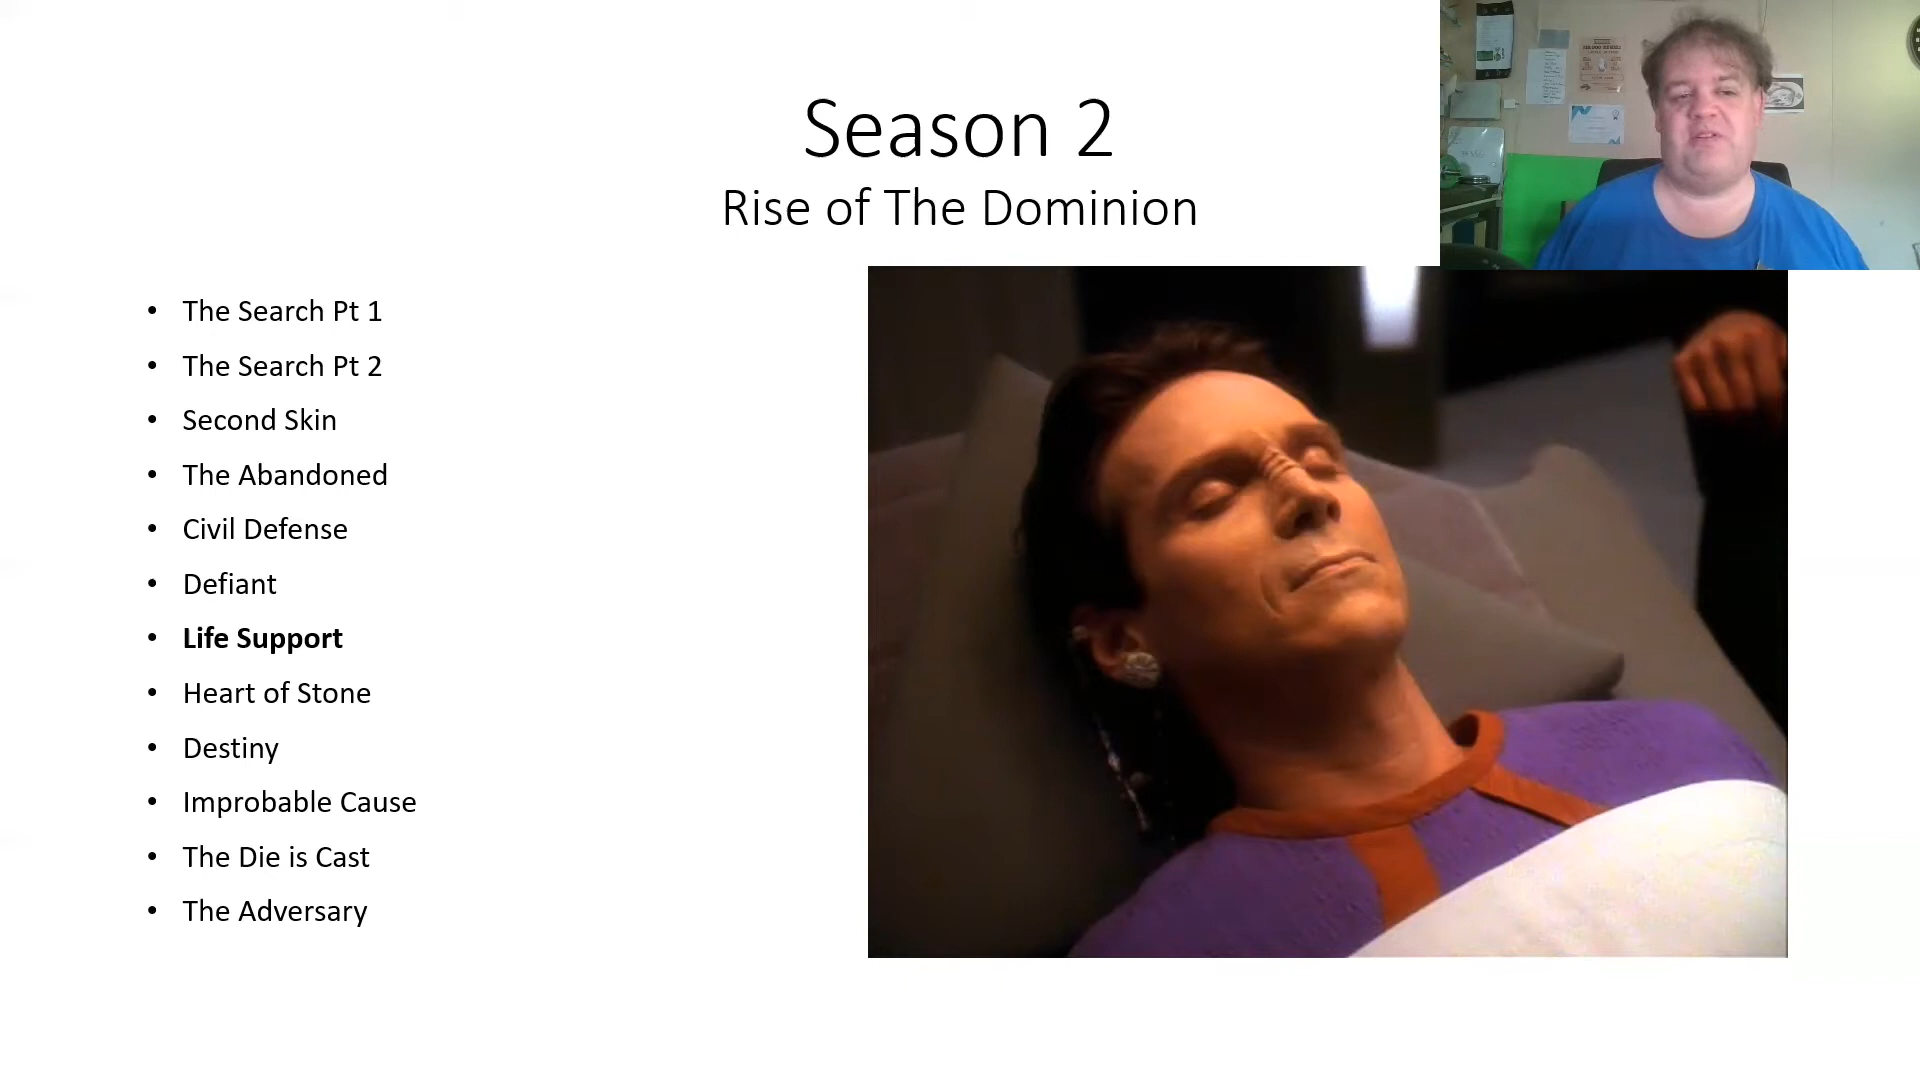 Season 2
Rise of The Dominion
• The Search Pt 1
• The Search Pt 2
• Second Skin
• The Abandoned
• Civil Defense
• Defiant
• Life Support
• Heart of Stone
• Destiny
• Improbable Cause
• The Die is Cast
• The Adversary